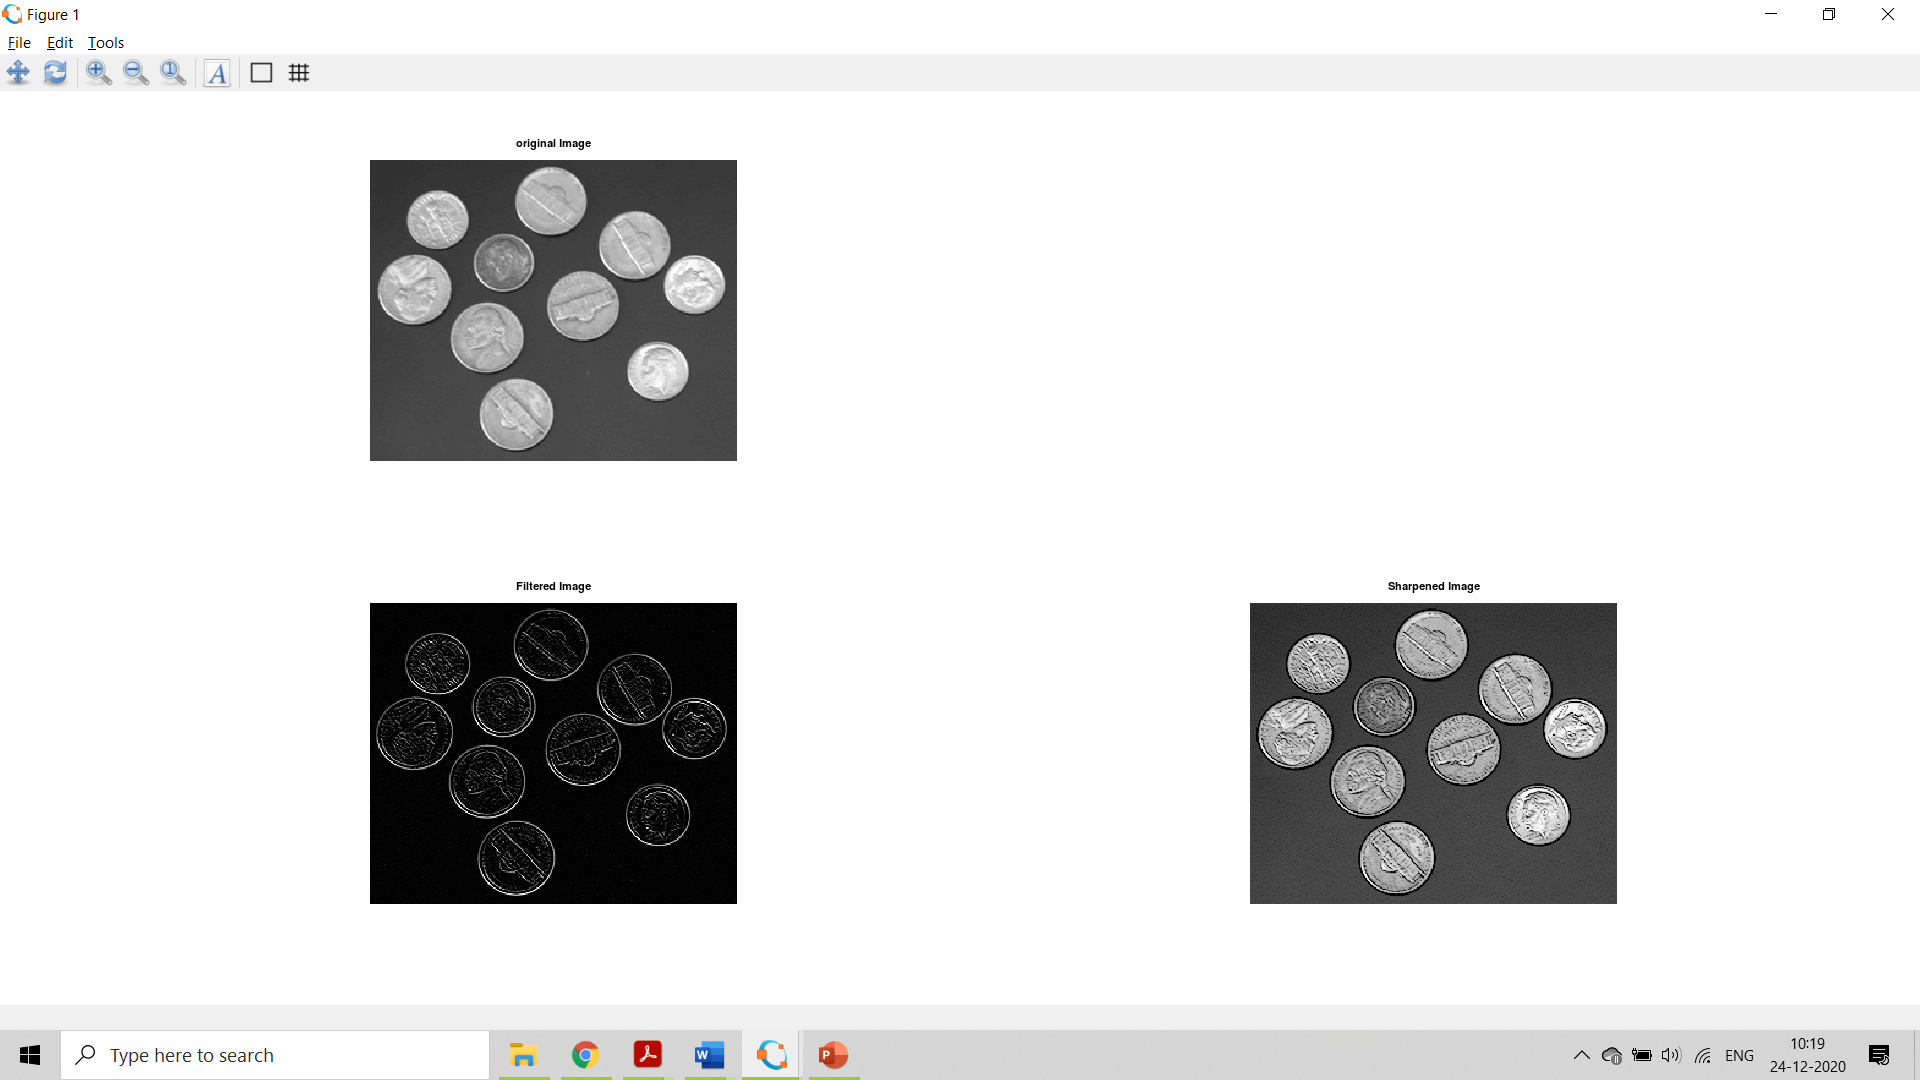 Figure 1
File Edit Tools
A
original Image
Filtered Image
Sharpened Image
Type here to search
W
P
ENG
10:19
24-12-2020